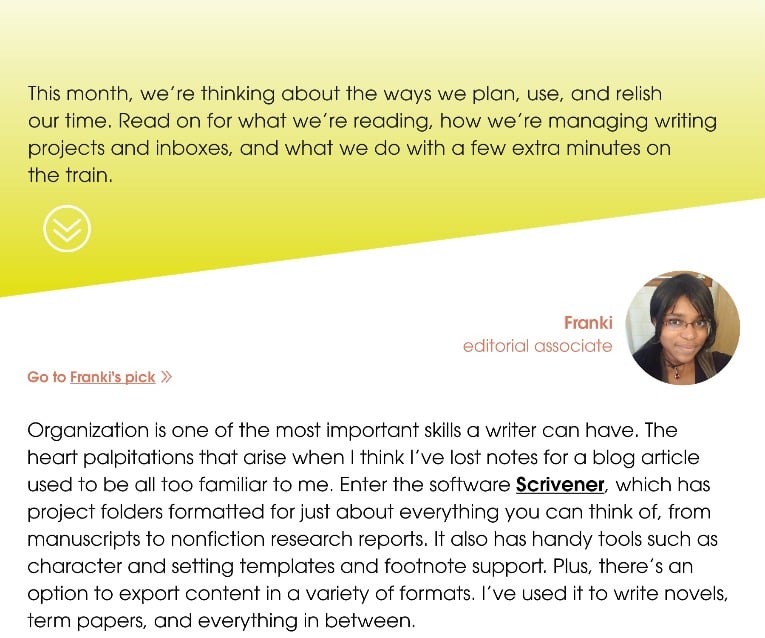 This month, we're thinking about the ways we plan, use, and relish
our time. Read on for what we're reading, how we're managing writing
projects and inboxes, and what we do with a few extra minutes on
the train.
Franki
editorial associate
Go to Franki's pick »
Organization is one of the most important skills a writer can have. The
heart palpitations that arise when I think I've lost notes for a blog article
used to be all too familiar to me. Enter the software Scrivener, which has
project folders formatted for just about everything you can think of, from
manuscripts to nonfiction research reports. It also has handy tools such as
character and setting templates and footnote support. Plus, there's an
option to export content in a variety of formats. I've used it to write novels,
term papers, and everything in between.